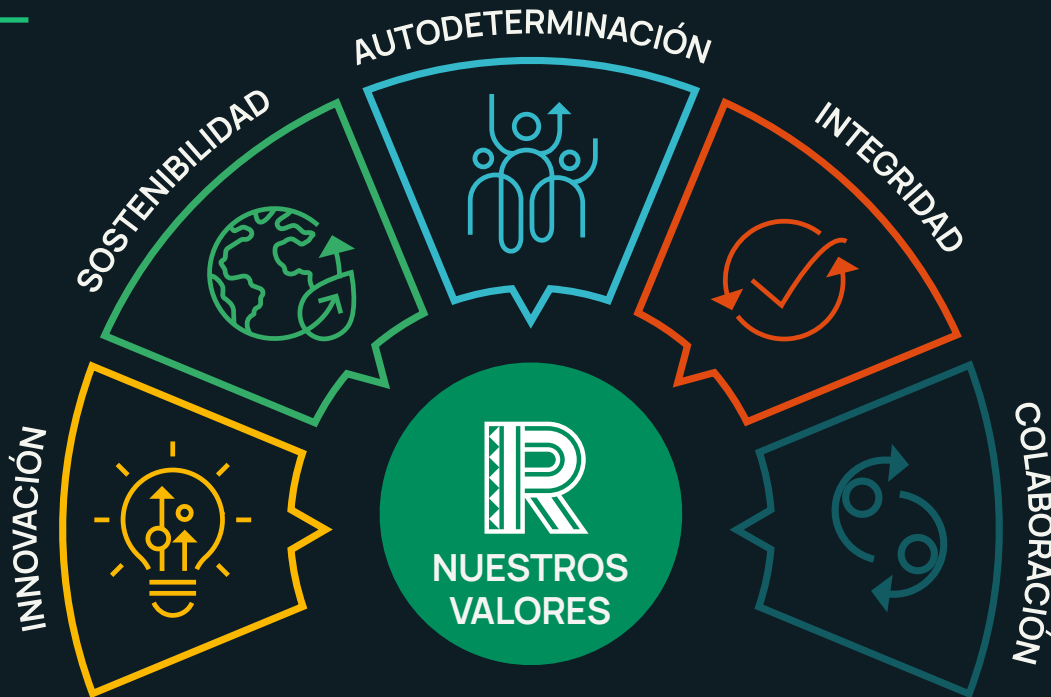 INNOVACIÓN
SOSTENIBILIDAD
AUTODETERMINACIÓN
INTEGRIDAD
COLABORACIÓN
R
NUESTROS
VALORES